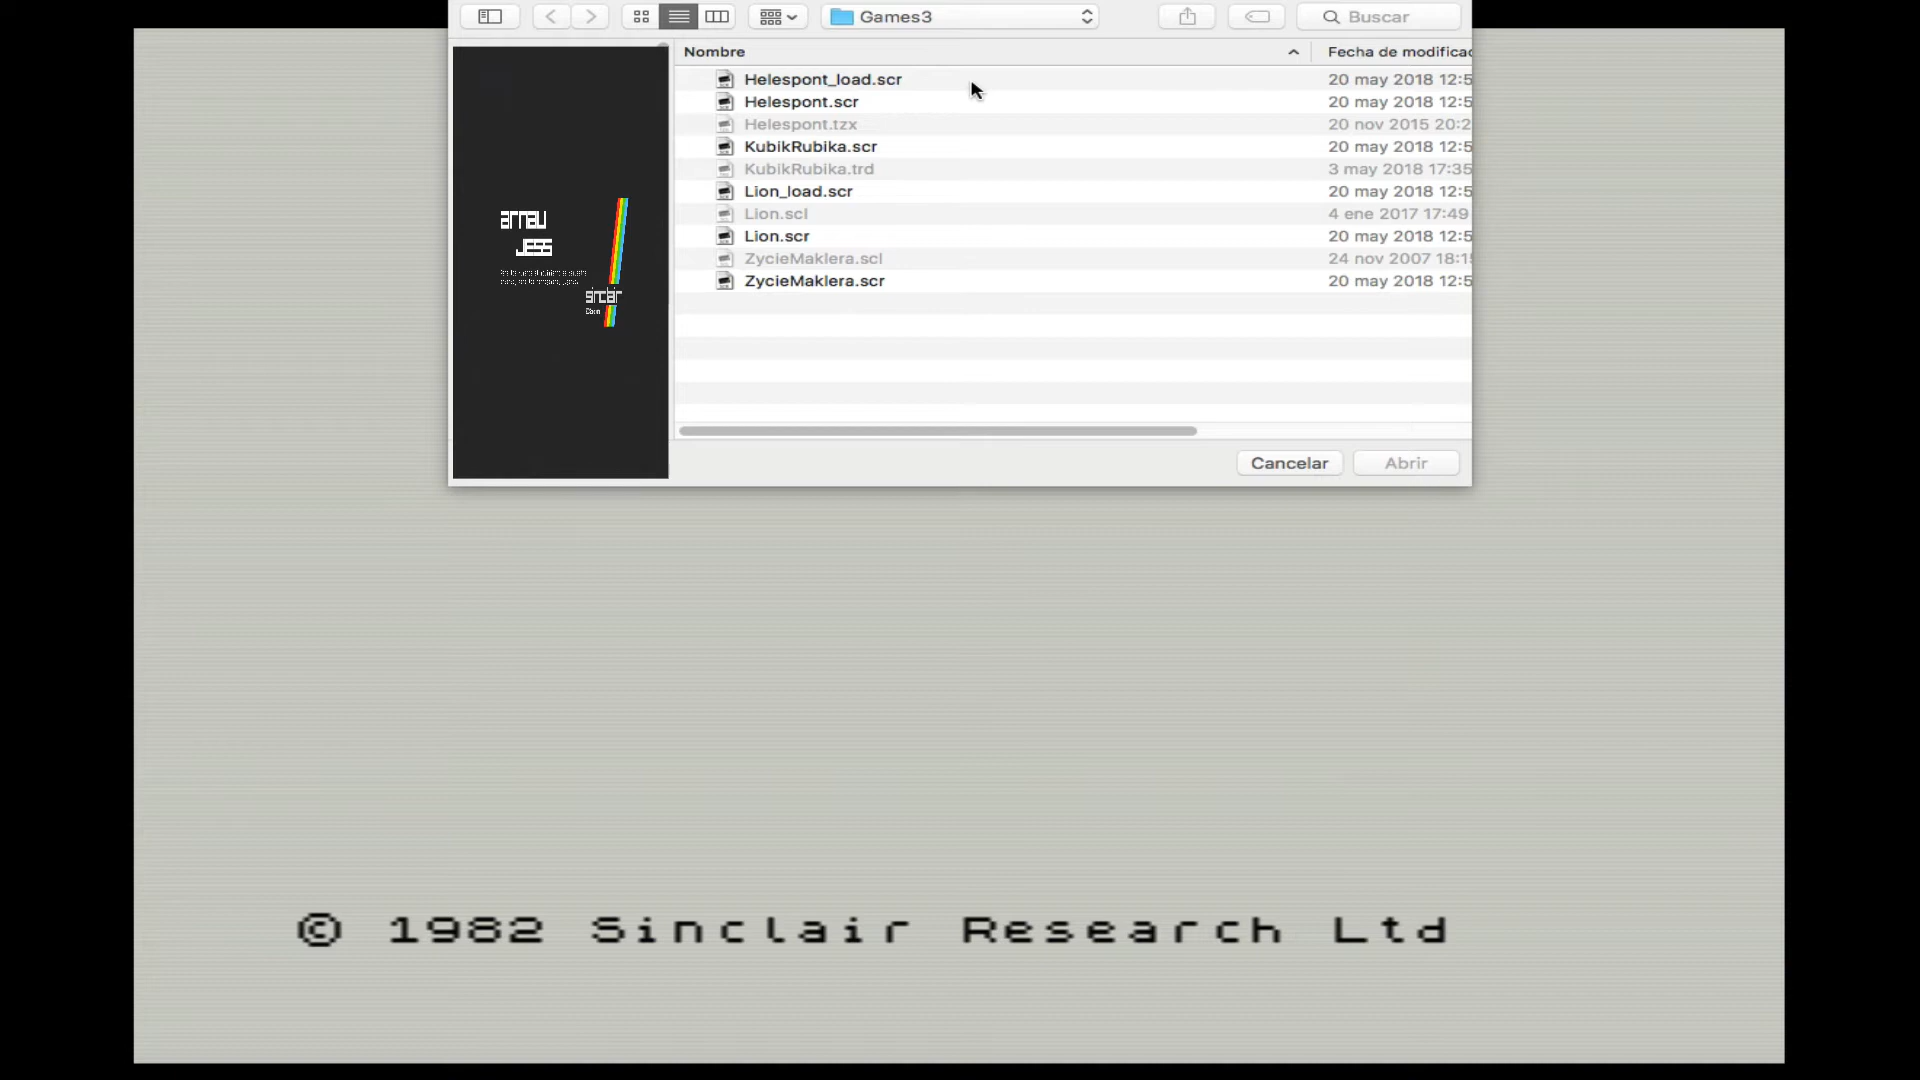 Games3
Buscar
Nombre
Fecha de modificac
Helespont_load.scr
20 may 2018 12:5
Helespont.scr
20 may 2018 12:5
Helespont.tzx
20 nov 2015 20:2
KubikRubika.scr
20 may 2018 12:5
KubikRubika.trd
3 may 2018 17:35
Lion_load.scr
20 may 2018 12:5
Lion.scl
4 ene 2017 17:49
Lion.scr
20 may 2018 12:5
ZycieMaklera.scl
24 nov 2007 18:1
ZycieMaklera.scr
20 may 2018 12:5
arnau
JESS
Cancelar
Abrir
© 1982 Sinclair Research Ltd